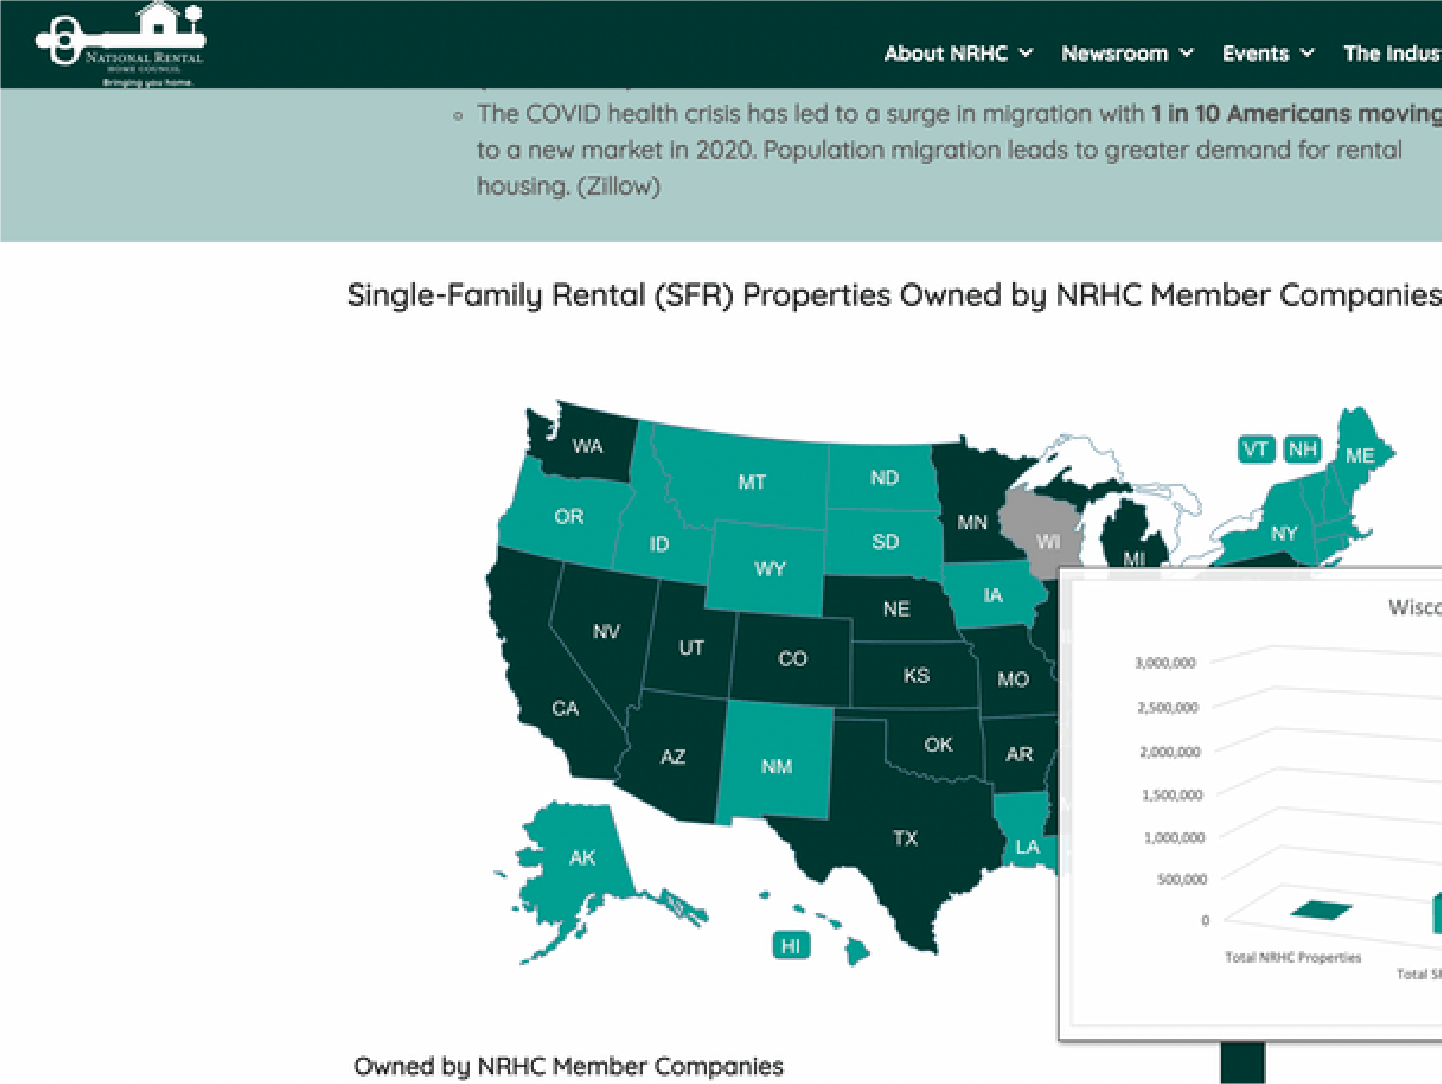 NATIONAL RENTAL
HOME COUNCIL
Bringing you home.
About NRHC
Newsroom
Events
The Indus
The COVID health crisis has led to a surge in migration with 1 in 10 Americans moving
to a new market in 2020. Population migration leads to greater demand for rental
housing. (Zillow)
Single-Family Rental (SFR) Properties Owned by NRHC Member Companies
WA
MT
ND
MN
VT
NH
ME
OR
ID
WY
SD
WI
MI
NY
NV
UT
CO
NE
IA
CA
KS
MO
AZ
NM
OK
AR
TX
LA
AK
HI
Wisco
3,000,000
2,500,000
2,000,000
1,500,000
1,000,000
500,000
0
Total NRHC Properties
Total S
Owned by NRHC Member Companies